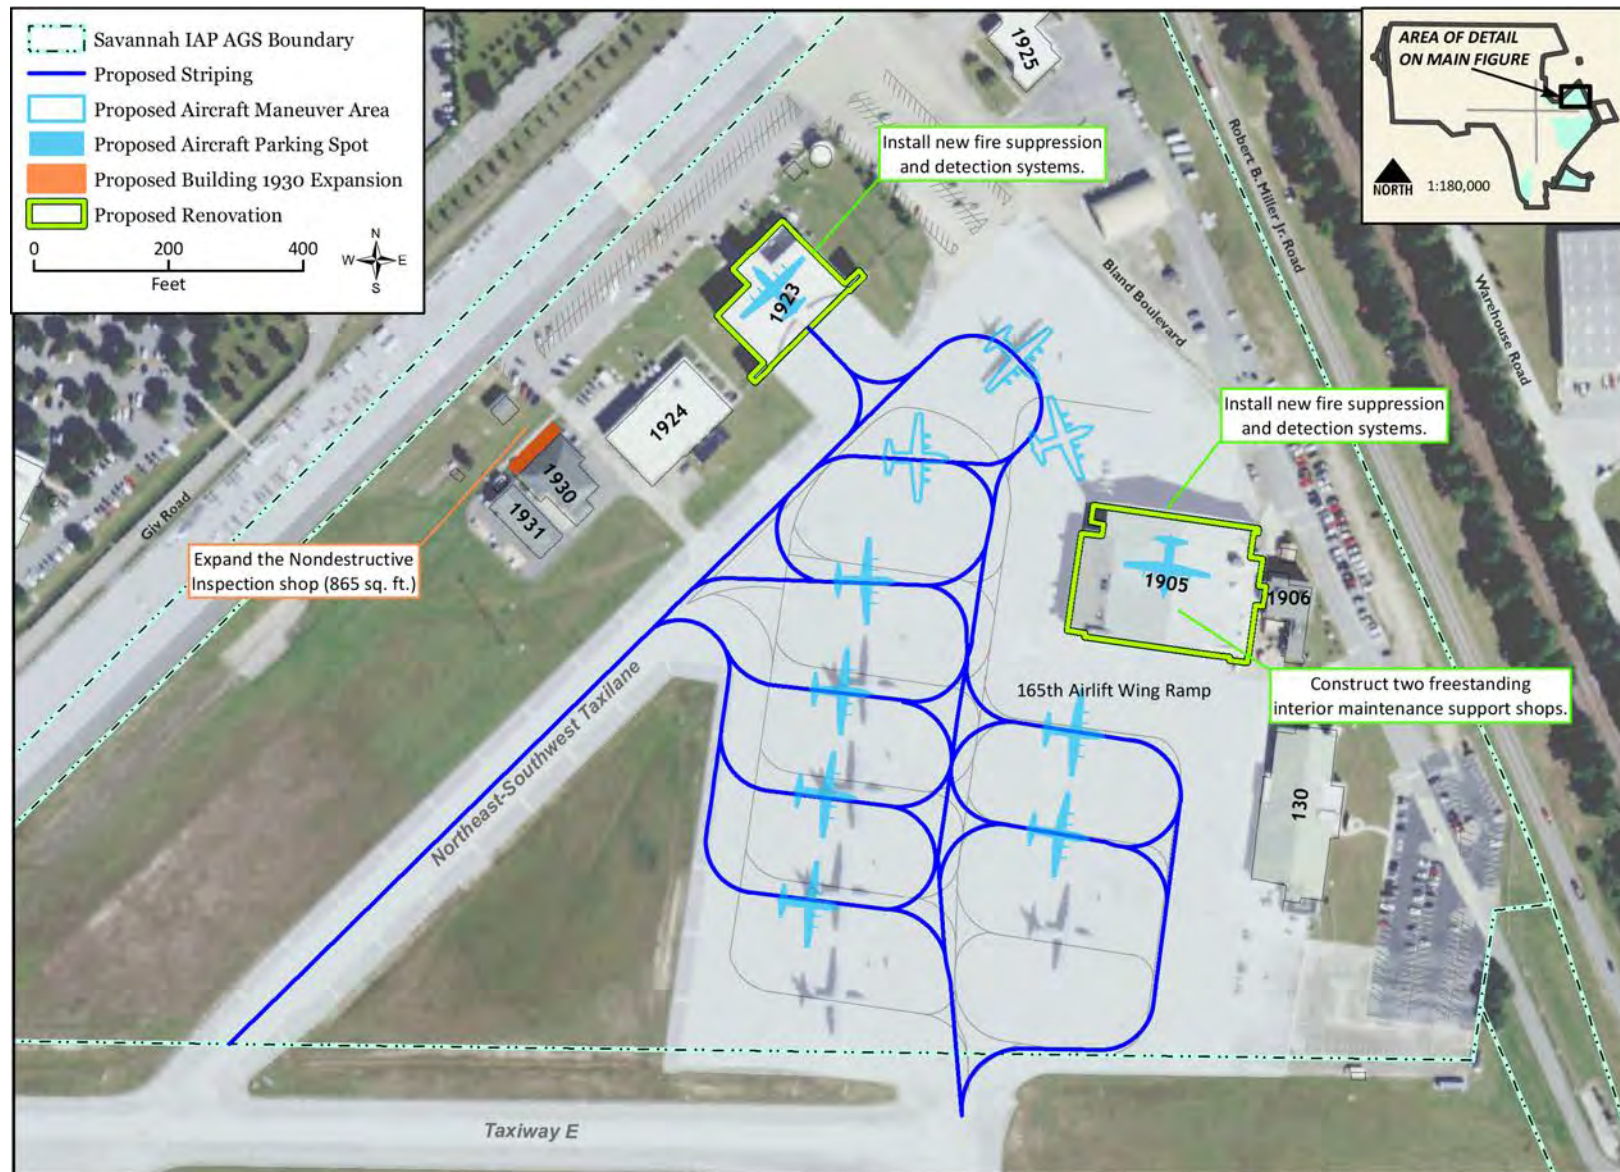 Savannah IAP AGS Boundary
Proposed Striping
Proposed Aircraft Maneuver Area
Proposed Aircraft Parking Spot
Proposed Building 1930 Expansion
Proposed Renovation
0 200 400
Feet
N
W E
S
AREA OF DETAIL
ON MAIN FIGURE
NORTH 1:180,000
1925
Install new fire suppression
and detection systems.
Robert B. Miller Jr. Road
Bland Boulevard
Warehouse Road
1923
1924
Install new fire suppression
and detection systems.
1930
1931
Giv Road
Expand the Nondestructive
Inspection shop (865 sq. ft.)
1905
1906
165th Airlift Wing Ramp
Construct two freestanding
interior maintenance support shops.
Northeast-Southwest Taxilane
130
Taxiway E